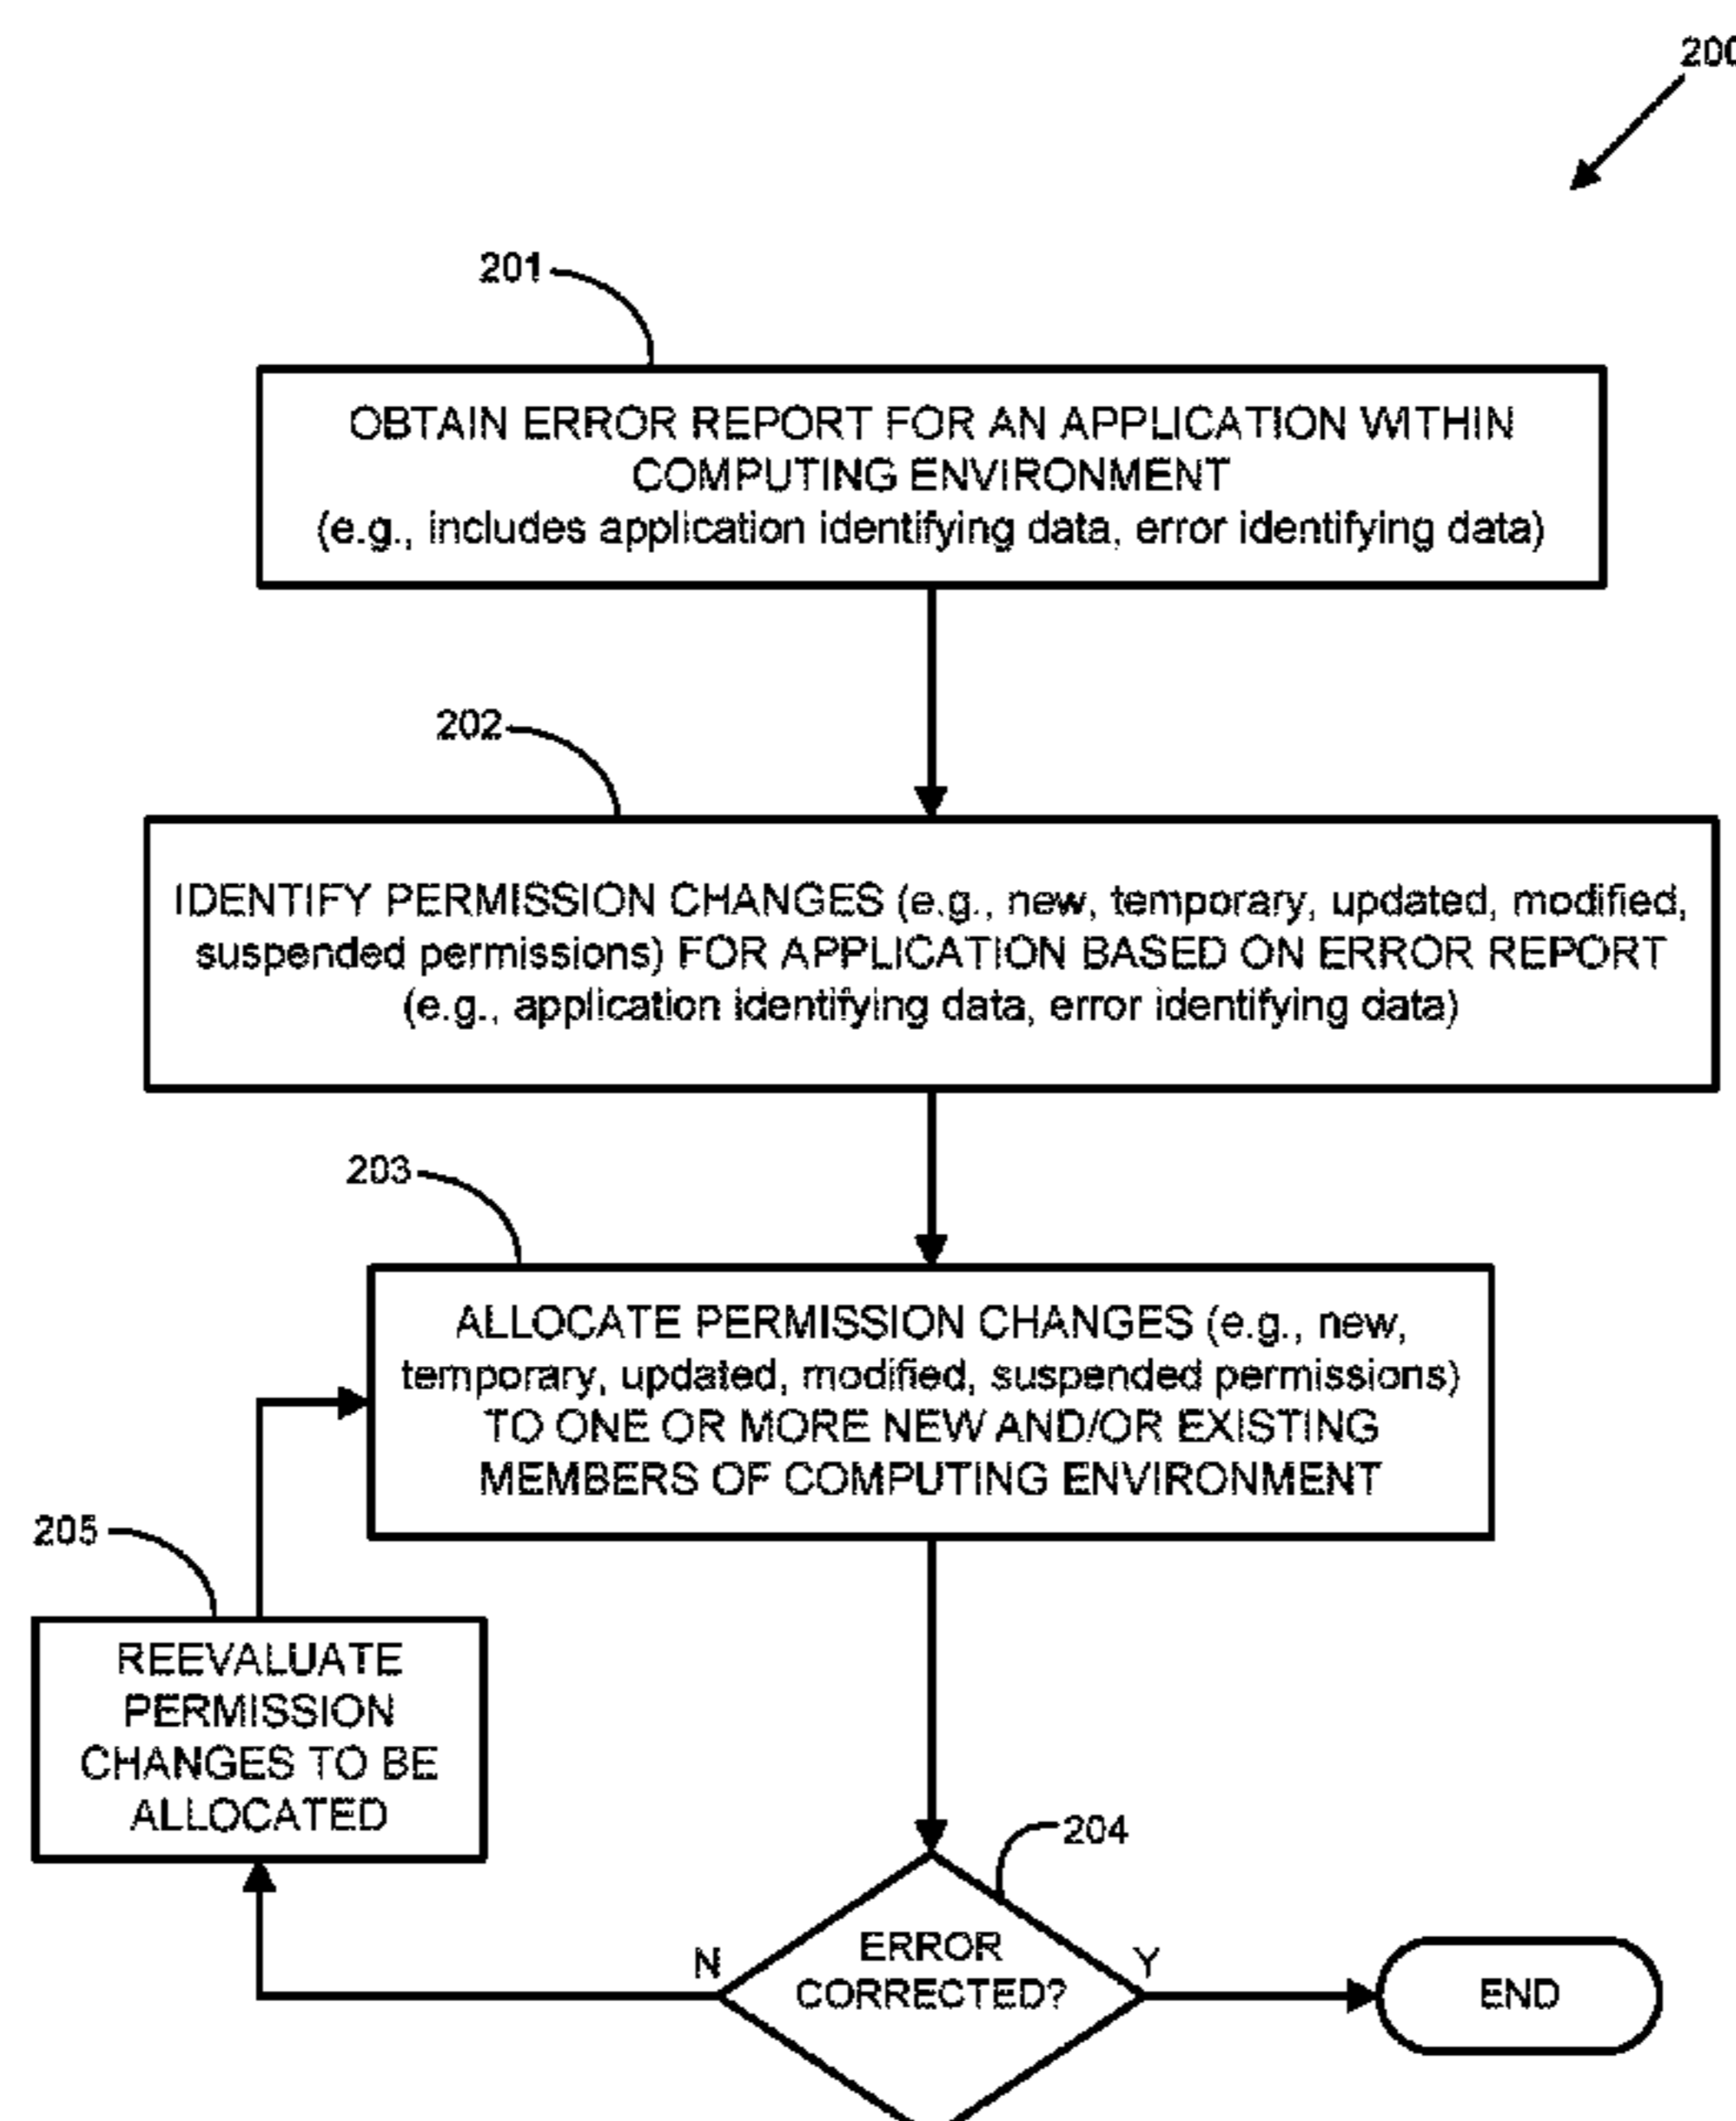 200
201
OBTAIN ERROR REPORT FOR AN APPLICATION WITHIN
COMPUTING ENVIRONMENT
(e.g., includes application identifying data, error identifying data)
202
IDENTIFY PERMISSION CHANGES (e.g., new, temporary, updated, modified,
suspended permissions) FOR APPLICATION BASED ON ERROR REPORT
(e.g., application identifying data, error identifying data)
203
ALLOCATE PERMISSION CHANGES (e.g., new,
temporary, updated, modified, suspended permissions)
TO ONE OR MORE NEW AND/OR EXISTING
MEMBERS OF COMPUTING ENVIRONMENT
205
REEVALUATE
PERMISSION
CHANGES TO BE
ALLOCATED
204
N
ERROR
CORRECTED?
Y
END